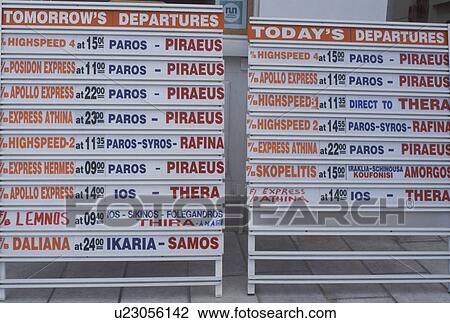 TOMORROW'S DEPARTURES
HIGHSPEED 4 at 15:00 PAROS - PIRAEUS
F/B POSIDON EXPRESS at 11:00 PAROS - PIRAEUS
F/B APOLLO EXPRESS at 22:00 PAROS - PIRAEUS
F/B EXPRESS ATHINA at 23:00 PAROS - PIRAEUS
HIGHSPEED-2 at 11:35 PAROS-SYROS-RAFINA
F/B EXPRESS HERMES at 09:00 PAROS - PIRAEUS
F/B APOLLO EXPRESS at 14:00 IOS - THERA
F/B LEMNOS at 09:40 IOS - SIKINOS - FOLEGANDROS
THIRA-ANAFI
F/B DALIANA at 24:00 IKARIA - SAMOS
run
TODAY'S DEPARTURES
HIGHSPEED 4 at 15:00 PAROS - PIRAEUS
F/B APOLLO EXPRESS at 11:00 PAROS - PIRAEUS
HIGHSPEED-1 at 11:35 DIRECT TO THERA
HIGHSPEED 2 at 14:55 PAROS-SYROS-RAFINA
F/B EXPRESS ATHINA at 22:00 PAROS - PIRAEUS
F/B SKOPELITIS at 15:00 IRAKLIA-SCHINOUSA KOUFONISI AMORGOS
F/B EXPRESS ATHINA at 14:00 IOS - THERA
Fotosearch
u23056142 www.fotosearch.com